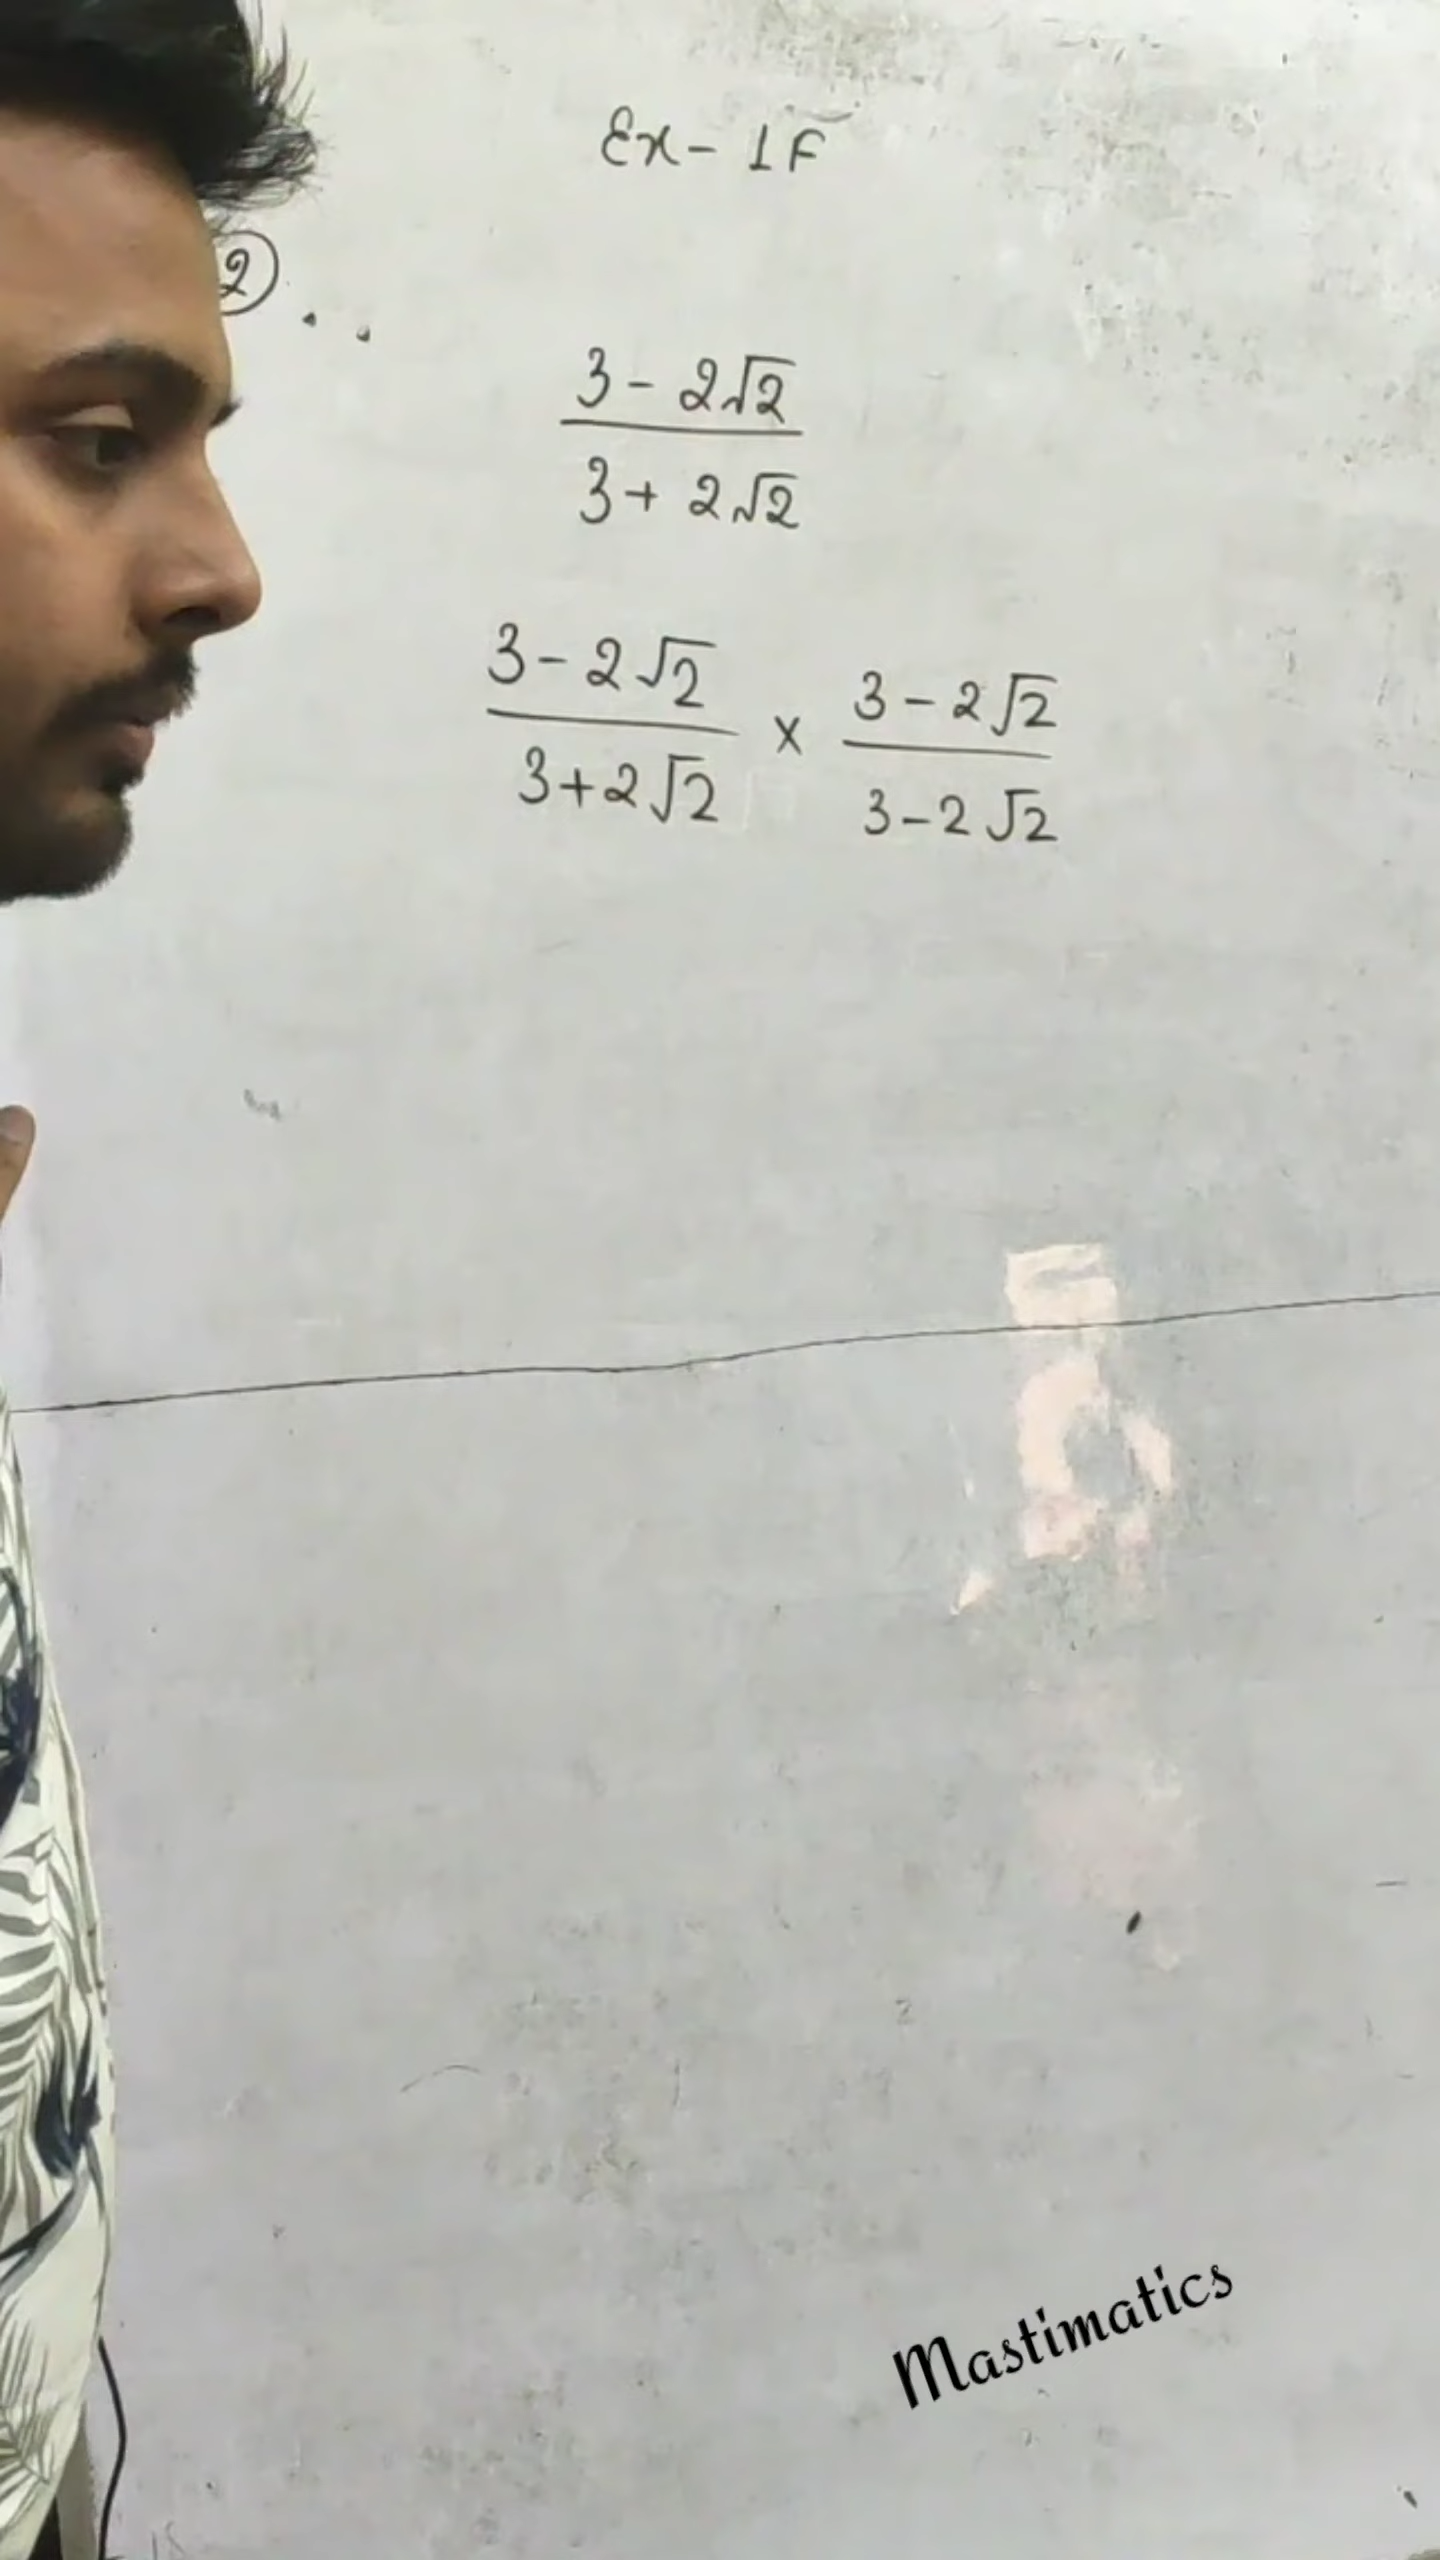 Ex - 1F
2
3 - 2√2
3 + 2√2
3 - 2√2 × 3 - 2√2
3 + 2√2 3 - 2√2
Mastimatics